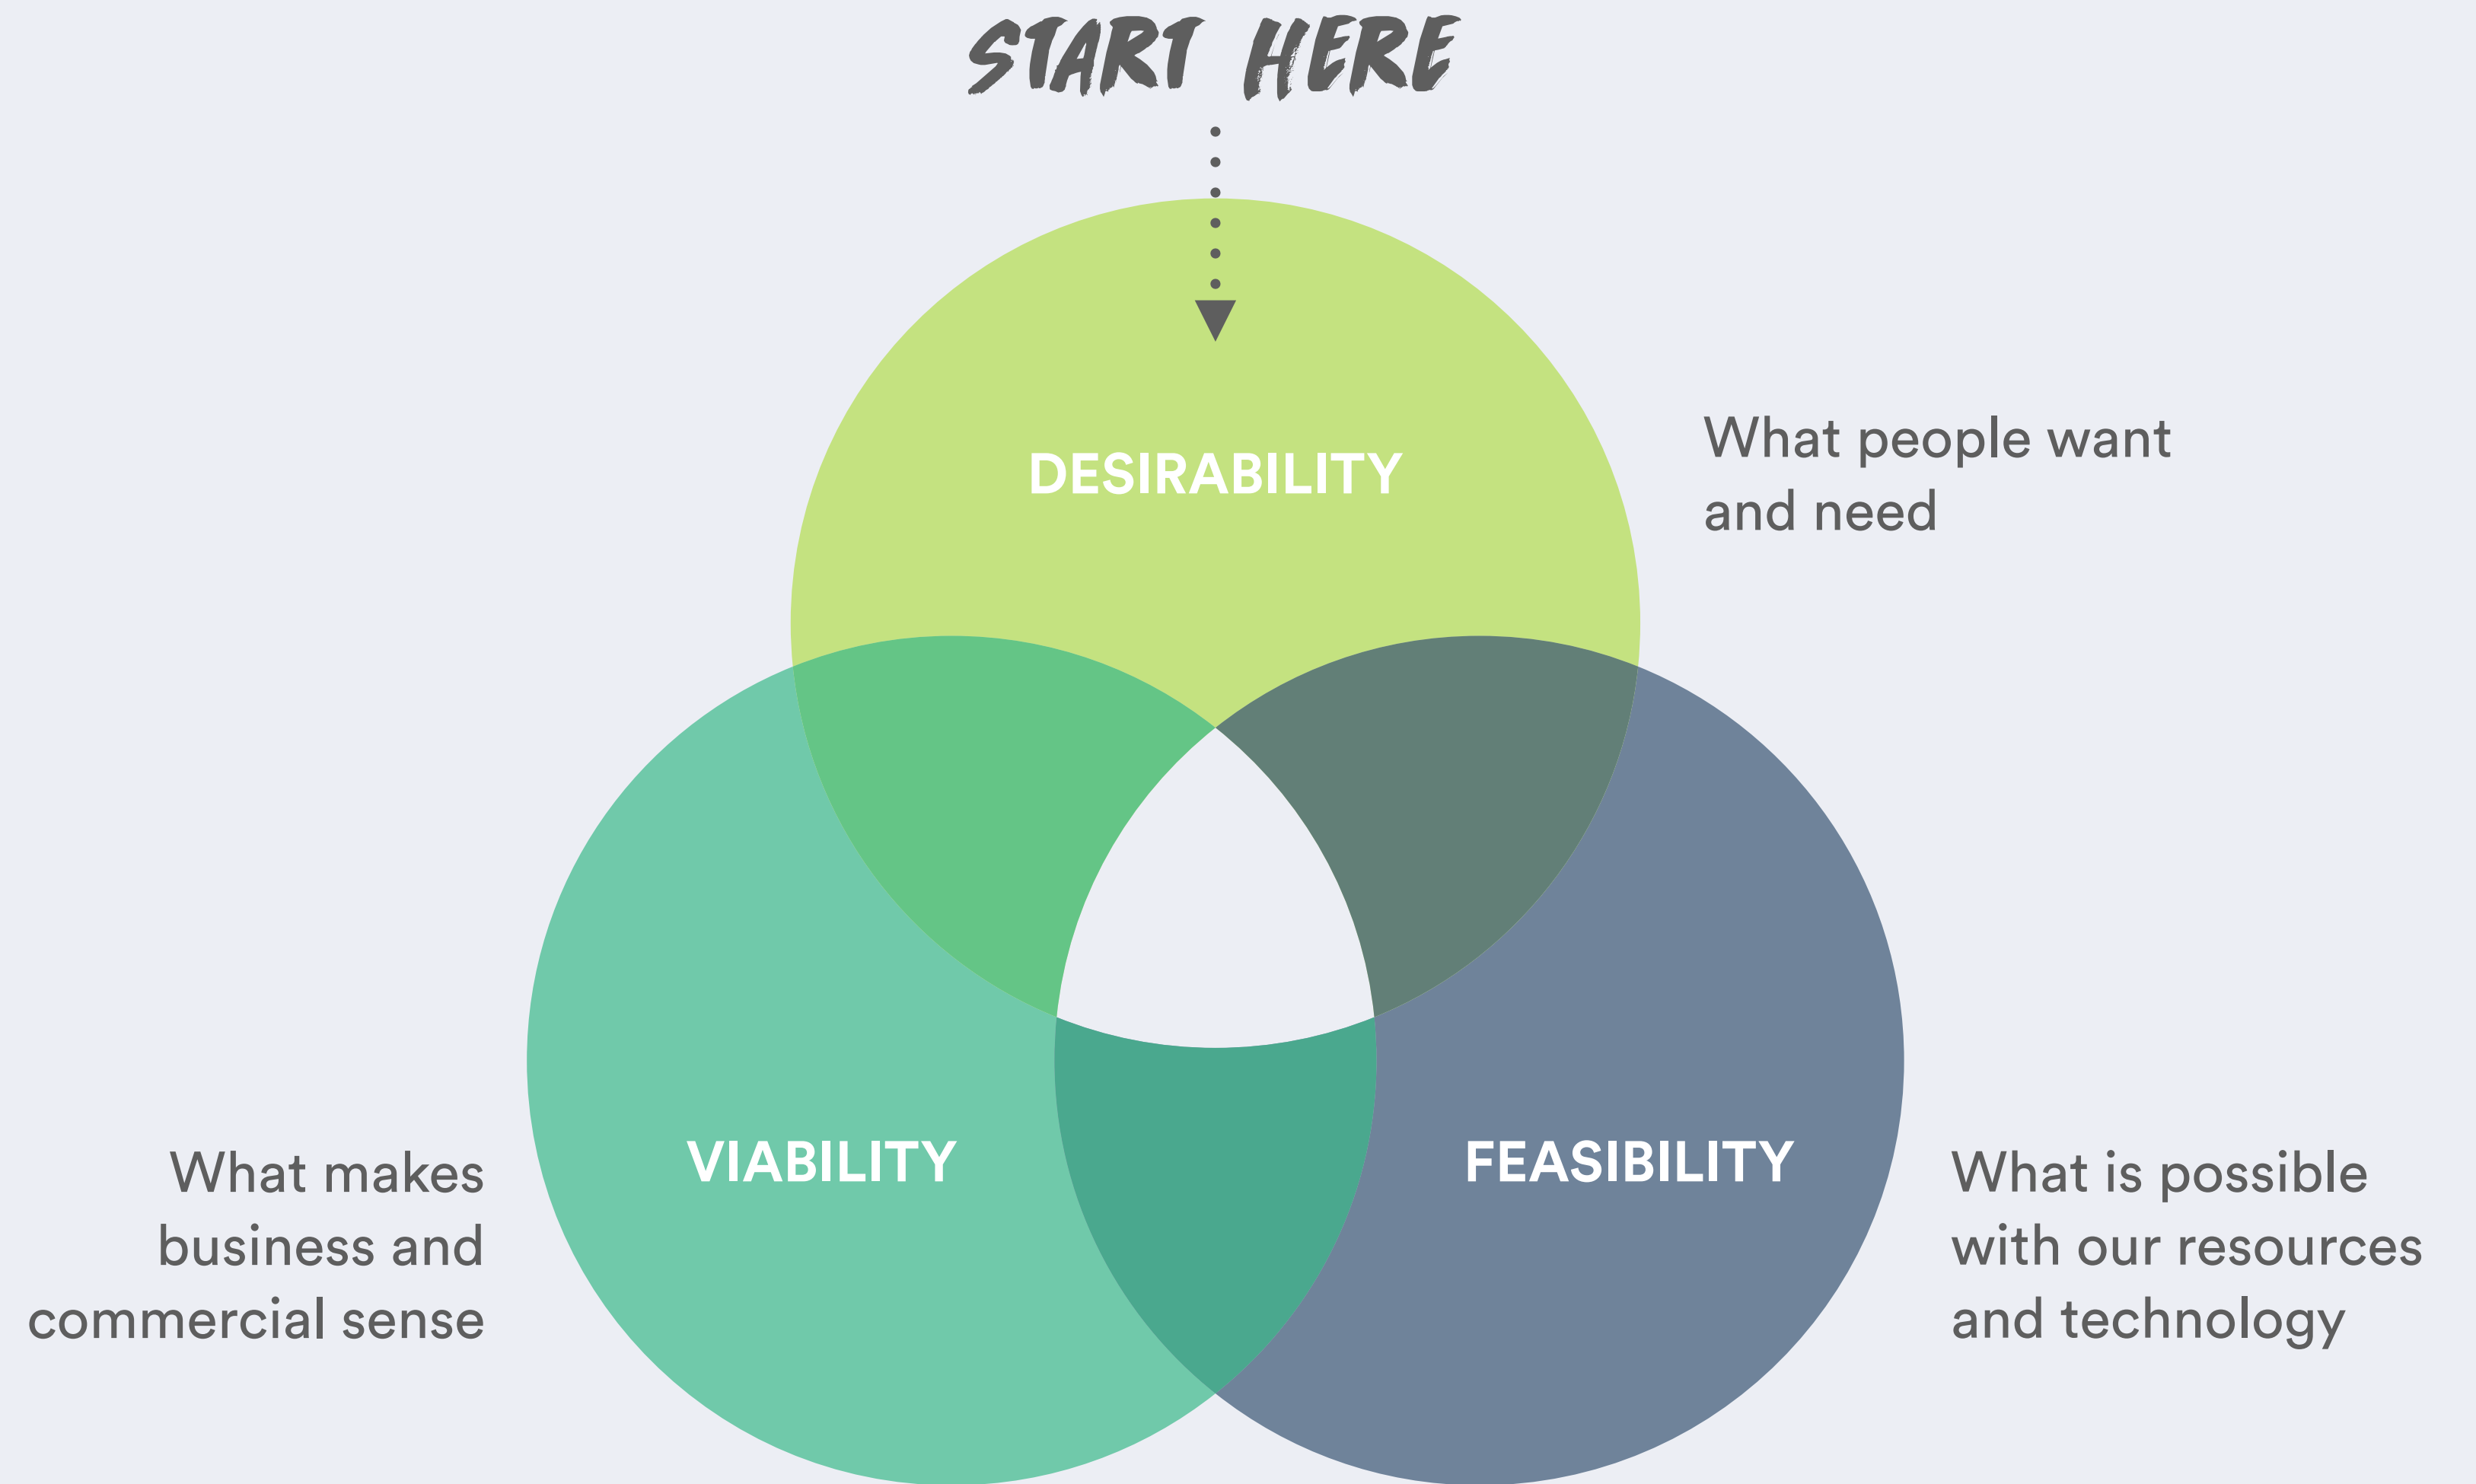 START HERE
DESIRABILITY
What people want
and need
VIABILITY
What makes
business and
commercial sense
FEASIBILITY
What is possible
with our resources
and technology